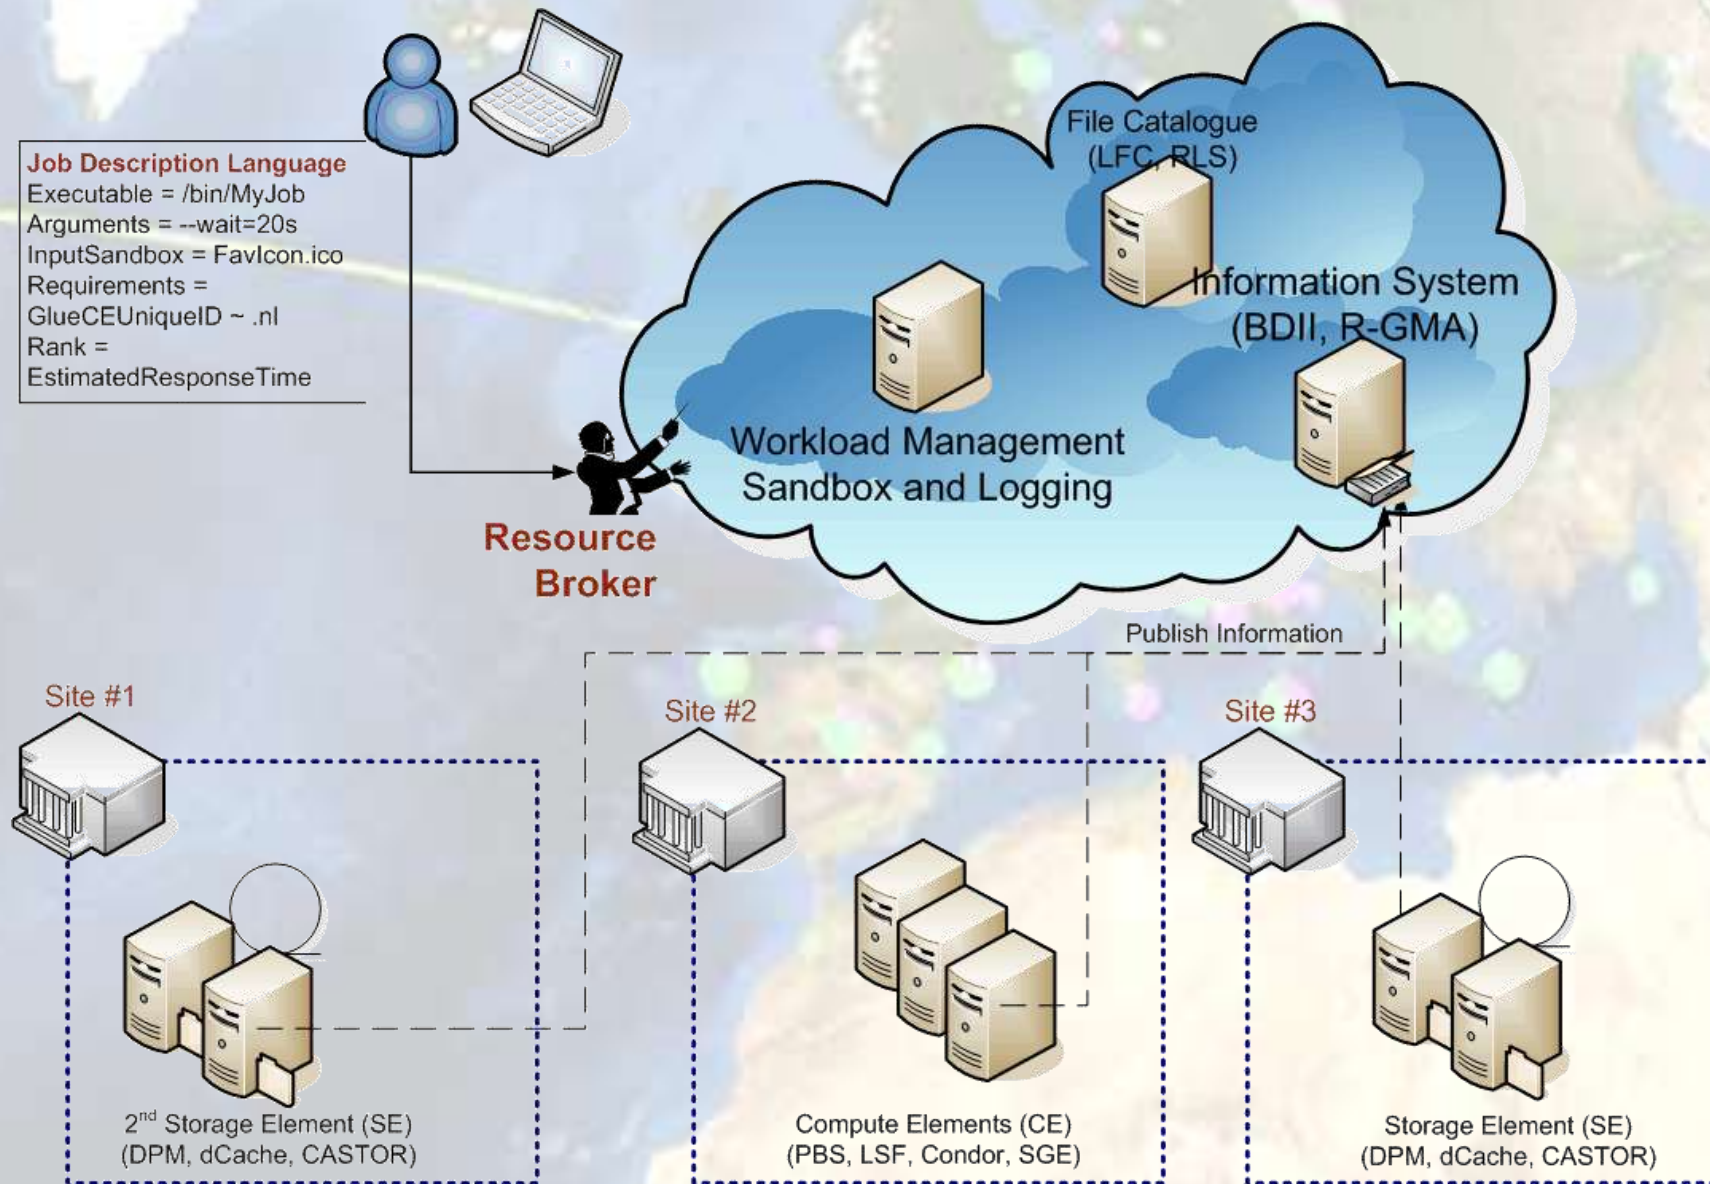 Job Description Language
Executable = /bin/MyJob
Arguments = --wait=20s
InputSandbox = FavIcon.ico
Requirements =
GlueCEUniqueID ~ .nl
Rank =
EstimatedResponseTime
File Catalogue
(LFC, RLS)
Information System
(BDII, R-GMA)
Workload Management
Sandbox and Logging
Resource
Broker
Publish Information
Site #1
Site #2
Site #3
2nd Storage Element (SE)
(DPM, dCache, CASTOR)
Compute Elements (CE)
(PBS, LSF, Condor, SGE)
Storage Element (SE)
(DPM, dCache, CASTOR)